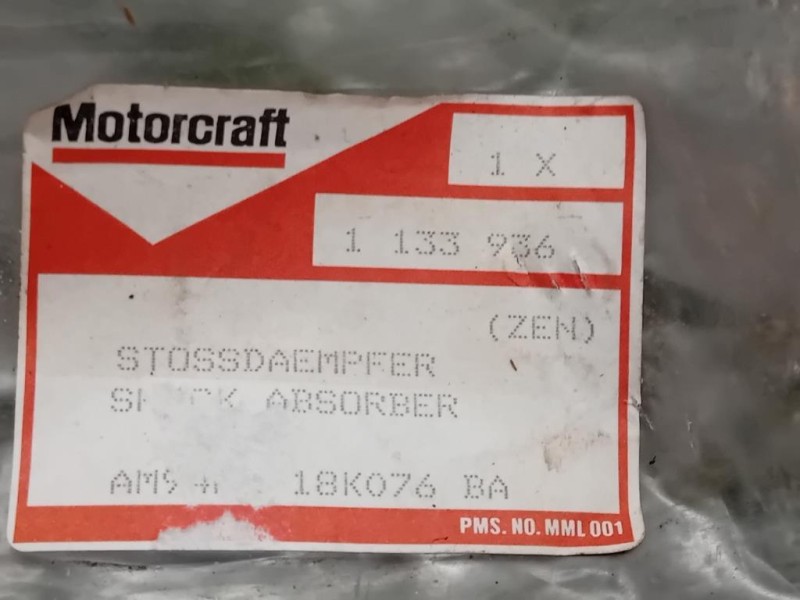 Motorcraft
1 X
1 133 936
(ZEN)
STOSSDAEMPFER
ABSORBER
18K076 BA
PMS. NO. MML 001